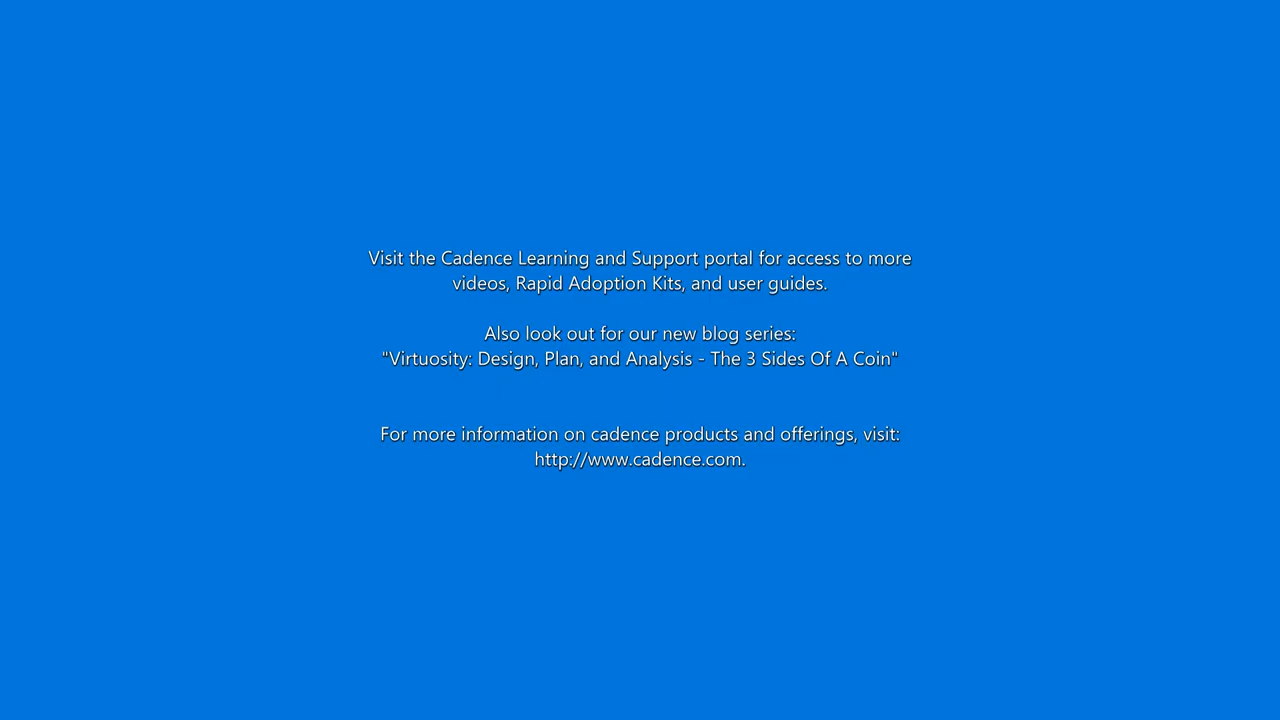 Visit the Cadence Learning and Support portal for access to more
videos, Rapid Adoption Kits, and user guides.
Also look out for our new blog series:
"Virtuosity: Design, Plan, and Analysis - The 3 Sides Of A Coin"
For more information on cadence products and offerings, visit:
http://www.cadence.com.